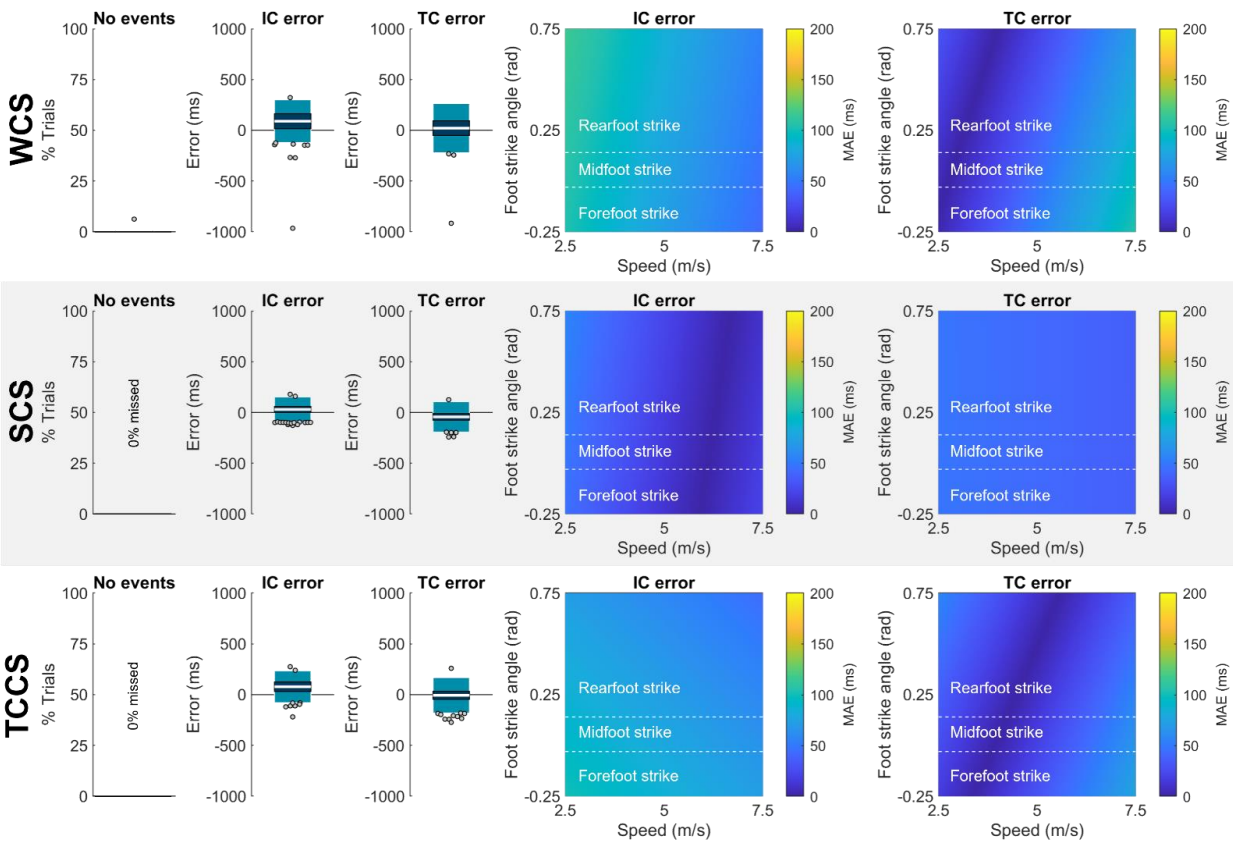 WCS
No events
% Trials
100
75
50
25
0
IC error
Error (ms)
1000
500
0
-500
-1000
TC error
Error (ms)
1000
500
0
-500
-1000
IC error
Foot strike angle (rad)
0.75
0.25
-0.25
Rearfoot strike
Midfoot strike
Forefoot strike
2.5 5 7.5
Speed (m/s)
200
150
100
50
0
MAE (ms)
TC error
Foot strike angle (rad)
0.75
0.25
-0.25
Rearfoot strike
Midfoot strike
Forefoot strike
2.5 5 7.5
Speed (m/s)
200
150
100
50
0
MAE (ms)
SCS
No events
% Trials
100
75
50
25
0
0% missed
IC error
Error (ms)
1000
500
0
-500
-1000
TC error
Error (ms)
1000
500
0
-500
-1000
IC error
Foot strike angle (rad)
0.75
0.25
-0.25
Rearfoot strike
Midfoot strike
Forefoot strike
2.5 5 7.5
Speed (m/s)
200
150
100
50
0
MAE (ms)
TC error
Foot strike angle (rad)
0.75
0.25
-0.25
Rearfoot strike
Midfoot strike
Forefoot strike
2.5 5 7.5
Speed (m/s)
200
150
100
50
0
MAE (ms)
TCCS
No events
% Trials
100
75
50
25
0
0% missed
IC error
Error (ms)
1000
500
0
-500
-1000
TC error
Error (ms)
1000
500
0
-500
-1000
IC error
Foot strike angle (rad)
0.75
0.25
-0.25
Rearfoot strike
Midfoot strike
Forefoot strike
2.5 5 7.5
Speed (m/s)
200
150
100
50
0
MAE (ms)
TC error
Foot strike angle (rad)
0.75
0.25
-0.25
Rearfoot strike
Midfoot strike
Forefoot strike
2.5 5 7.5
Speed (m/s)
200
150
100
50
0
MAE (ms)